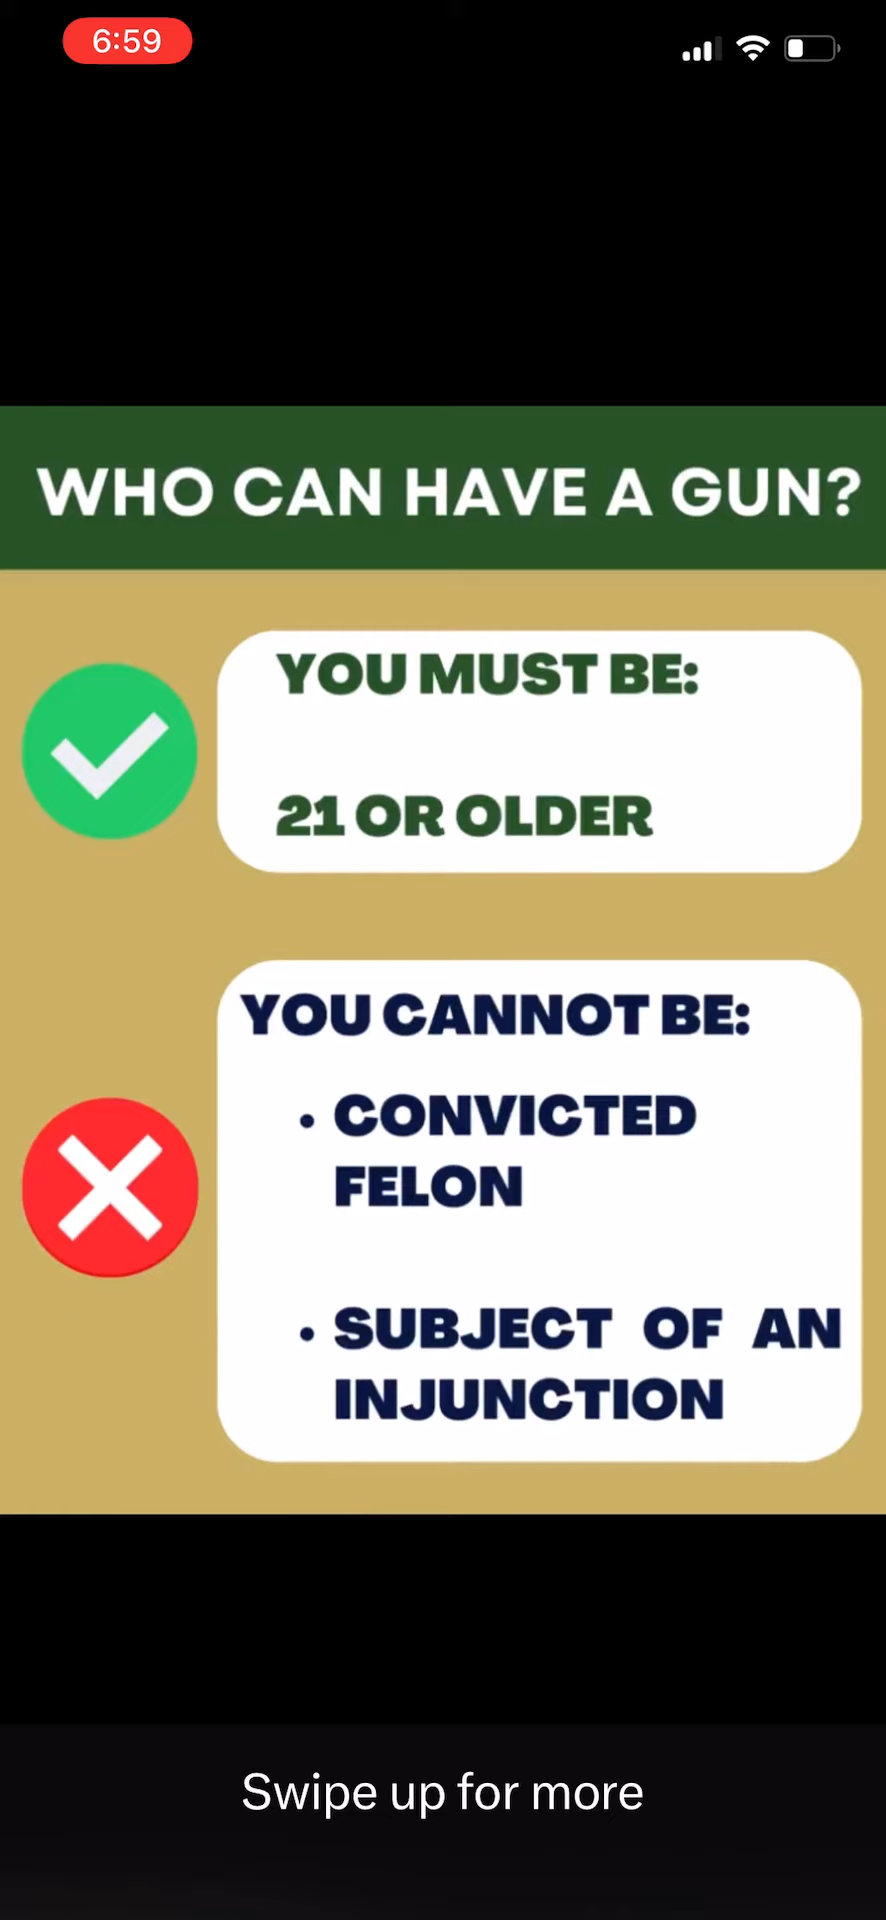 6:59
WHO CAN HAVE A GUN?
YOU MUST BE:
21 OR OLDER
YOU CANNOT BE:
• CONVICTED
FELON
• SUBJECT OF AN
INJUNCTION
Swipe up for more